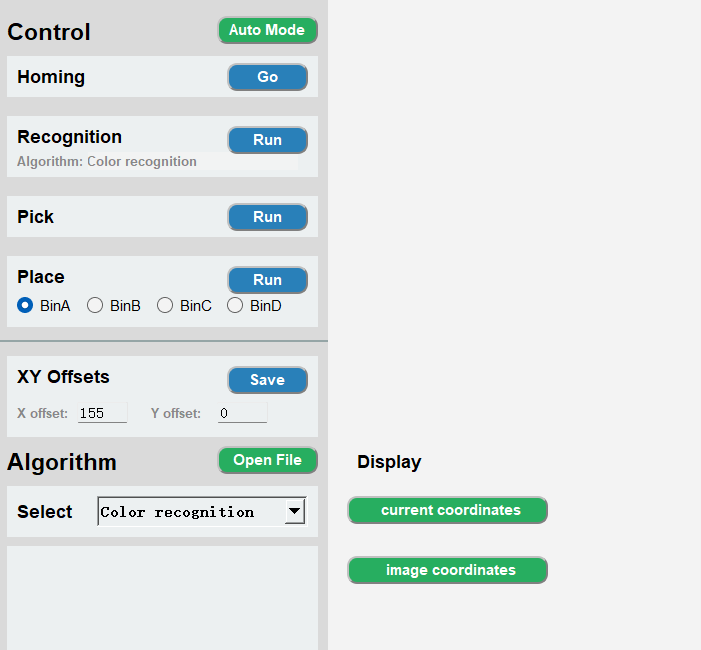 Control Auto Mode
Homing Go
Recognition Run
Algorithm: Color recognition
Pick Run
Place Run
BinA BinB BinC BinD
XY Offsets Save
X offset: 155 Y offset: 0
Algorithm Open File
Select Color recognition
Display
current coordinates
image coordinates